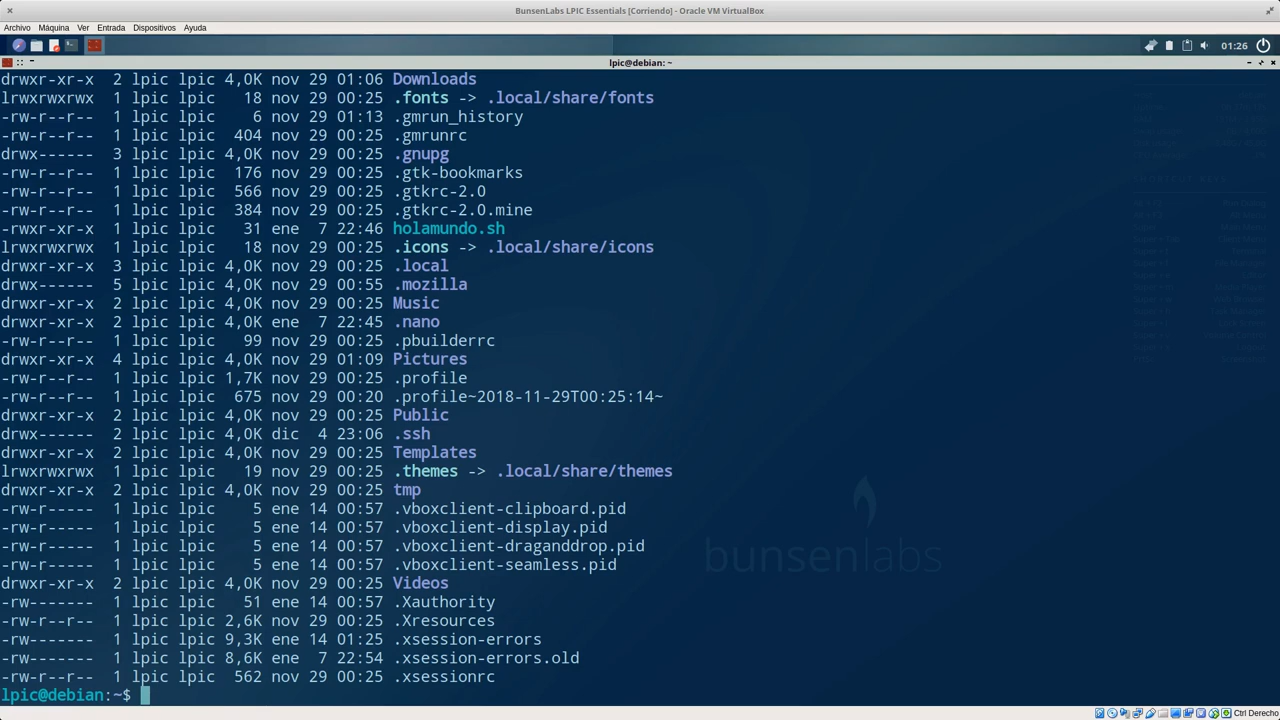 BunsenLabs LPIC Essentials [Corriendo] - Oracle VM VirtualBox
Archivo Máquina Ver Entrada Dispositivos Ayuda
01:26
lpic@debian: ~
drwxr-xr-x 2 lpic lpic 4,0K nov 29 01:06 Downloads
lrwxrwxrwx 1 lpic lpic 18 nov 29 00:25 .fonts -> .local/share/fonts
-rw-r--r-- 1 lpic lpic 6 nov 29 01:13 .gmrun_history
-rw-r--r-- 1 lpic lpic 404 nov 29 00:25 .gmrunrc
drwx------ 3 lpic lpic 4,0K nov 29 00:25 .gnupg
-rw-r--r-- 1 lpic lpic 176 nov 29 00:25 .gtk-bookmarks
-rw-r--r-- 1 lpic lpic 566 nov 29 00:25 .gtkrc-2.0
-rw-r--r-- 1 lpic lpic 384 nov 29 00:25 .gtkrc-2.0.mine
-rwxr-xr-x 1 lpic lpic 31 ene 7 22:46 holamundo.sh
lrwxrwxrwx 1 lpic lpic 18 nov 29 00:25 .icons -> .local/share/icons
drwxr-xr-x 3 lpic lpic 4,0K nov 29 00:25 .local
drwx------ 5 lpic lpic 4,0K nov 29 00:55 .mozilla
drwxr-xr-x 2 lpic lpic 4,0K nov 29 00:25 Music
drwxr-xr-x 2 lpic lpic 4,0K ene 7 22:45 .nano
-rw-r--r-- 1 lpic lpic 99 nov 29 00:25 .pbuilderrc
drwxr-xr-x 4 lpic lpic 4,0K nov 29 01:09 Pictures
-rw-r--r-- 1 lpic lpic 1,7K nov 29 00:25 .profile
-rw-r--r-- 1 lpic lpic 675 nov 29 00:20 .profile~2018-11-29T00:25:14~
drwxr-xr-x 2 lpic lpic 4,0K nov 29 00:25 Public
drwx------ 2 lpic lpic 4,0K dic 4 23:06 .ssh
drwxr-xr-x 2 lpic lpic 4,0K nov 29 00:25 Templates
lrwxrwxrwx 1 lpic lpic 19 nov 29 00:25 .themes -> .local/share/themes
drwxr-xr-x 2 lpic lpic 4,0K nov 29 00:25 tmp
-rw-r----- 1 lpic lpic 5 ene 14 00:57 .vboxclient-clipboard.pid
-rw-r----- 1 lpic lpic 5 ene 14 00:57 .vboxclient-display.pid
-rw-r----- 1 lpic lpic 5 ene 14 00:57 .vboxclient-draganddrop.pid
-rw-r----- 1 lpic lpic 5 ene 14 00:57 .vboxclient-seamless.pid
drwxr-xr-x 2 lpic lpic 4,0K nov 29 00:25 Videos
-rw------- 1 lpic lpic 51 ene 14 00:57 .Xauthority
-rw-r--r-- 1 lpic lpic 2,6K nov 29 00:25 .Xresources
-rw------- 1 lpic lpic 9,3K ene 14 01:25 .xsession-errors
-rw------- 1 lpic lpic 8,6K ene 7 22:54 .xsession-errors.old
-rw-r--r-- 1 lpic lpic 562 nov 29 00:25 .xsessionrc
lpic@debian:~$
bunsenlabs
Ctrl Derecho